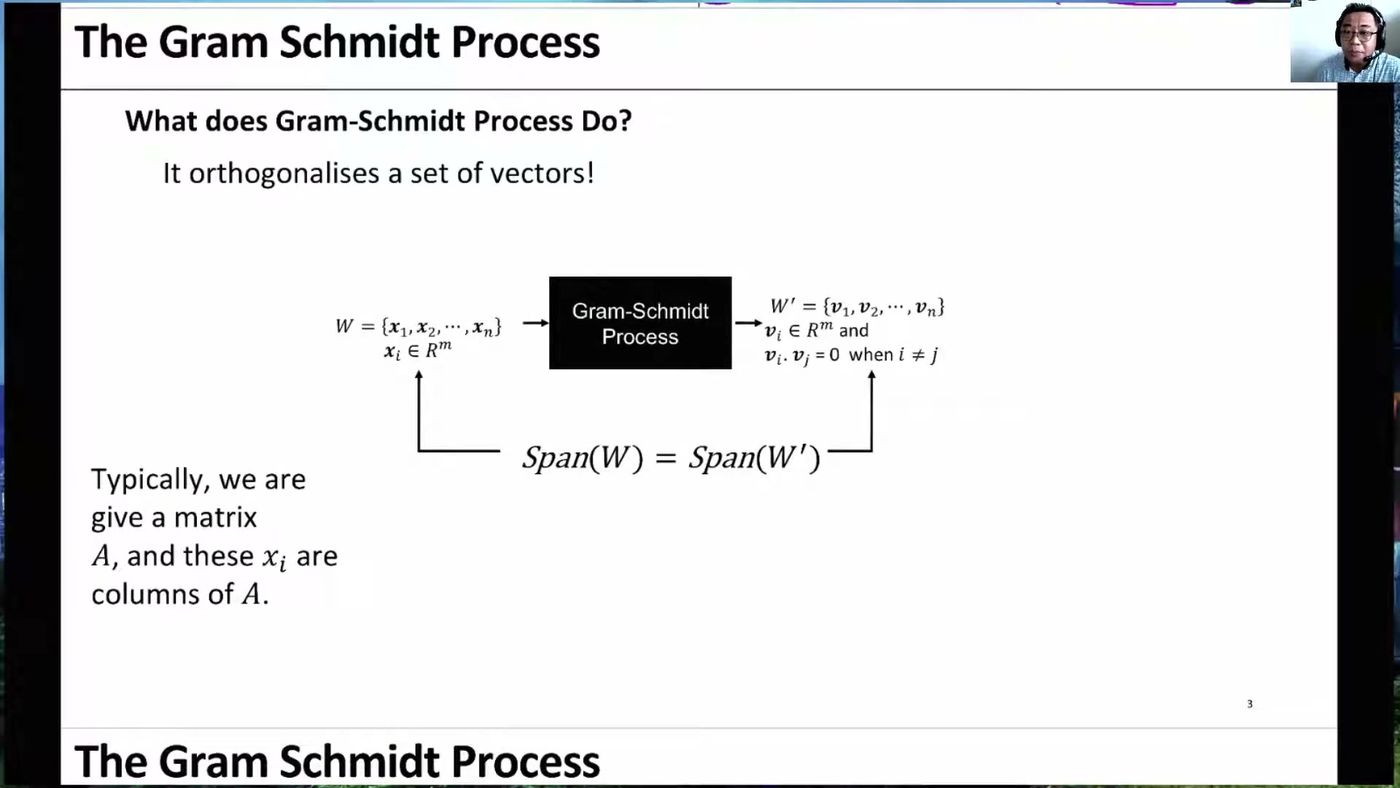 The Gram Schmidt Process
What does Gram-Schmidt Process Do?
It orthogonalises a set of vectors!
W = {x₁, x₂, ⋯, xₙ}
xᵢ ∈ Rᵐ
Gram-Schmidt
Process
W′ = {v₁, v₂, ⋯, vₙ}
vᵢ ∈ Rᵐ and
vᵢ. vⱼ = 0 when i ≠ j
Span(W) = Span(W′)
Typically, we are
give a matrix
A, and these xᵢ are
columns of A.
3
The Gram Schmidt Process